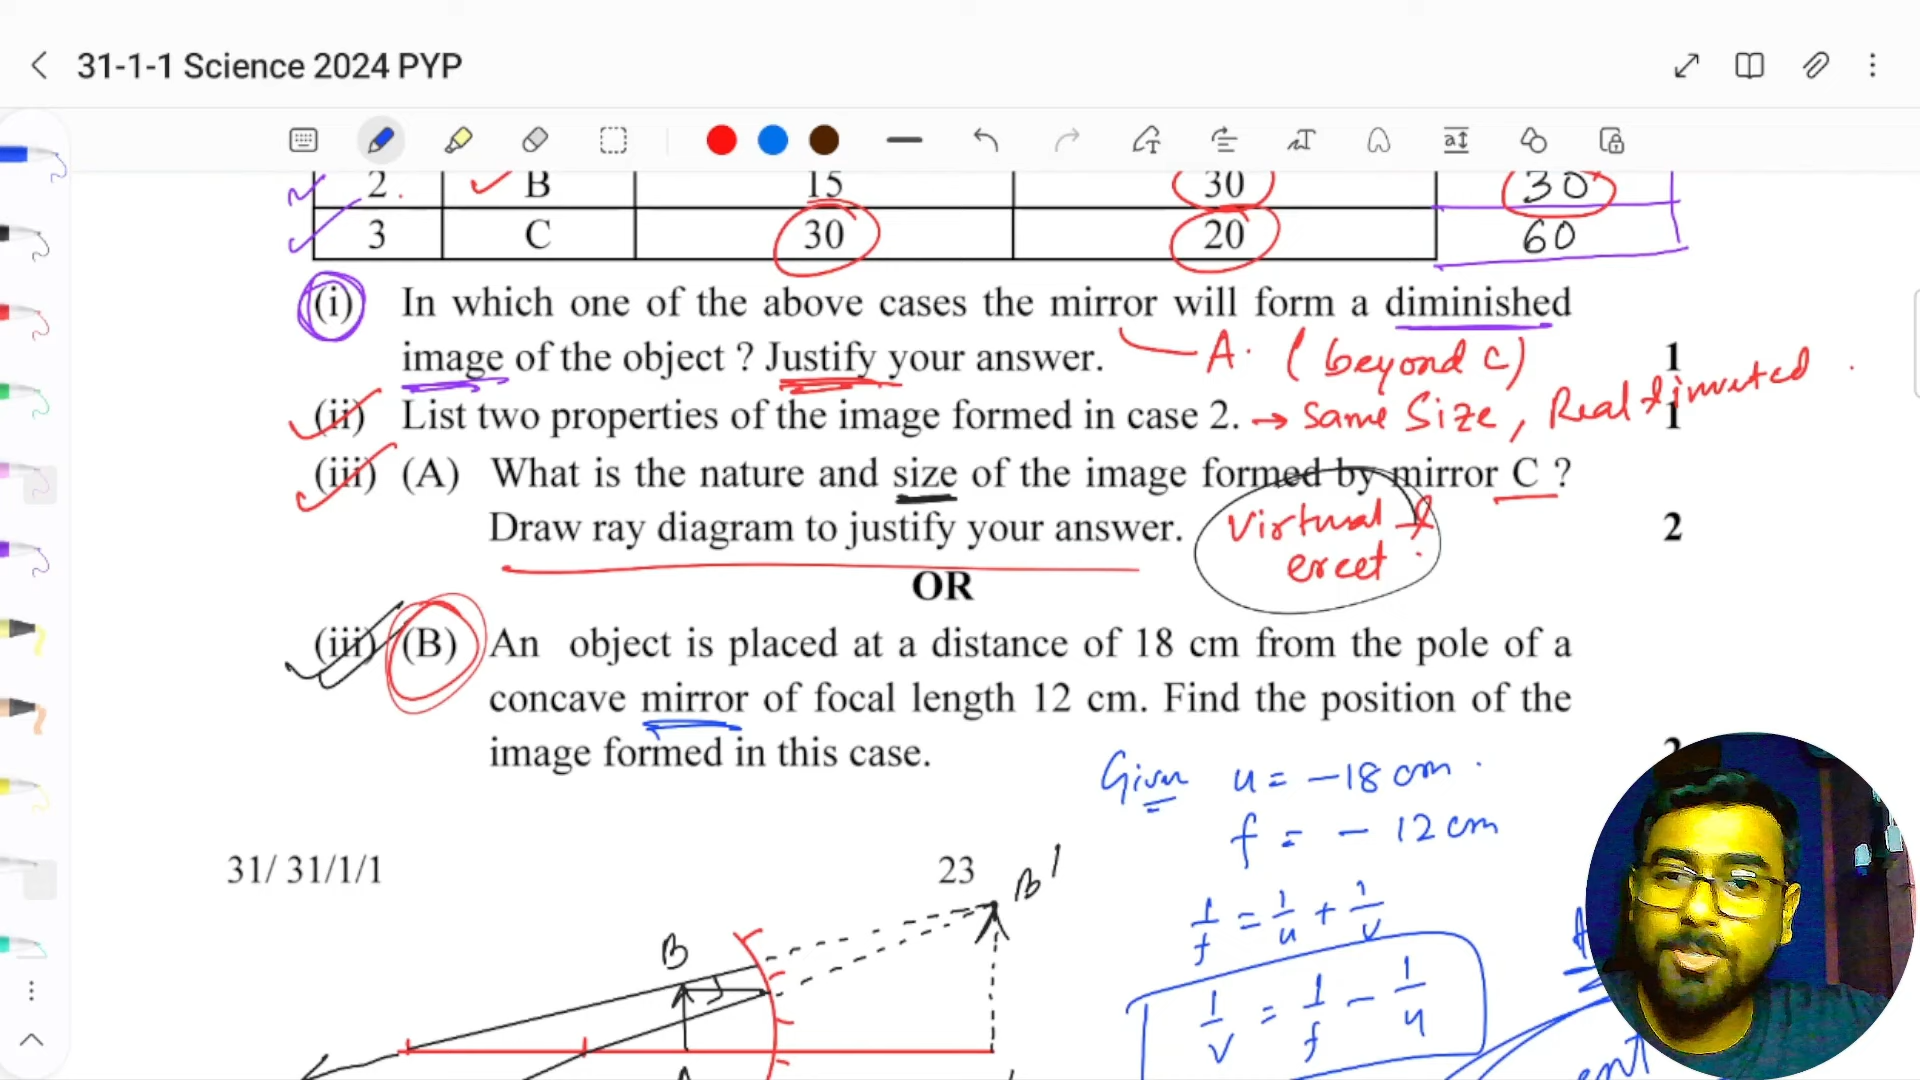 31-1-1 Science 2024 PYP
2 B 15 30 30
3 C 30 20 60
(i) In which one of the above cases the mirror will form a diminished
image of the object ? Justify your answer. A. (beyond C) 1
(ii) List two properties of the image formed in case 2. → Same Size, Real & inverted 1
(iii) (A) What is the nature and size of the image formed by mirror C ?
Draw ray diagram to justify your answer. Virtual & 2
ercet
OR
(iii) (B) An object is placed at a distance of 18 cm from the pole of a
concave mirror of focal length 12 cm. Find the position of the
image formed in this case.
Given u = -18 cm
f = - 12 cm
31/ 31/1/1 23 B'
1/f = 1/u + 1/v
B
1/v = 1/f - 1/u